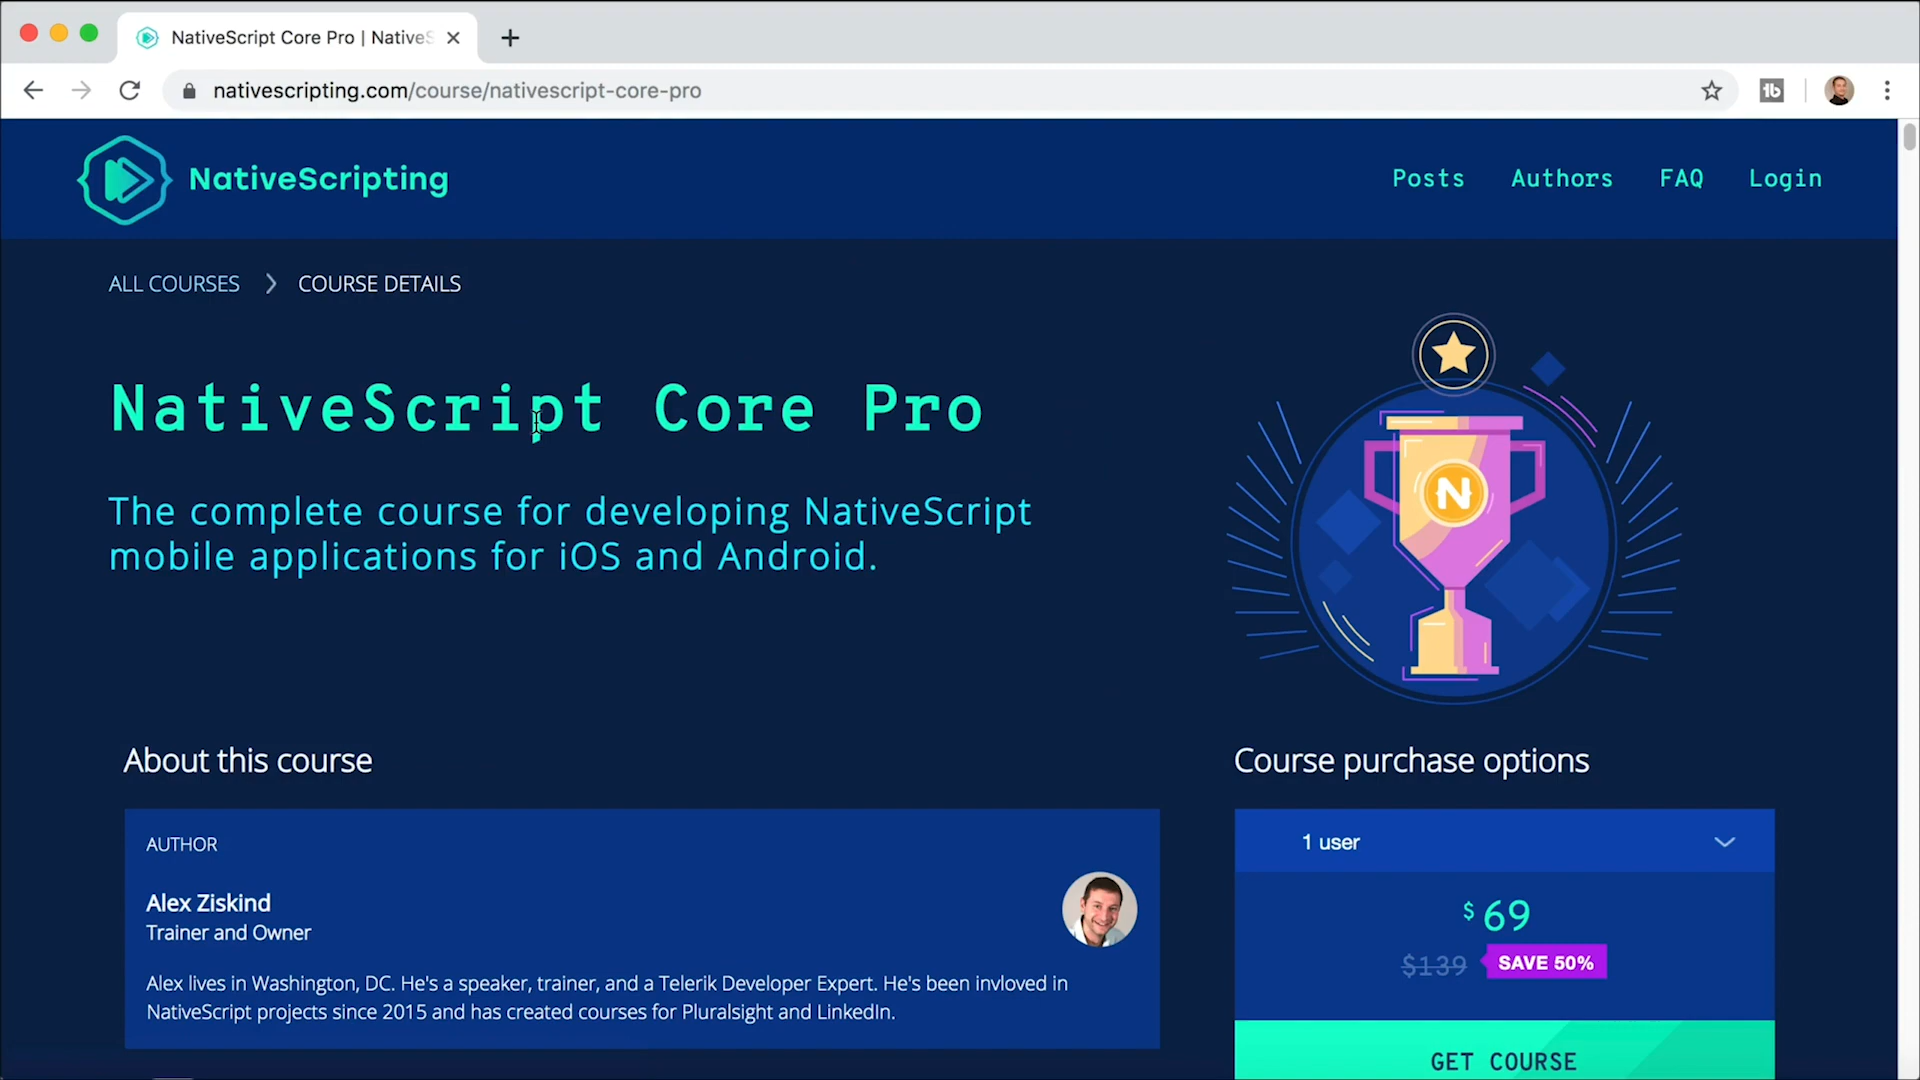 NativeScript Core Pro | Natives
nativescripting.com/course/nativescript-core-pro
NativeScripting
Posts
Authors
FAQ
Login
ALL COURSES
COURSE DETAILS
NativeScript Core Pro
The complete course for developing NativeScript
mobile applications for iOS and Android.
N
About this course
AUTHOR
Alex Ziskind
Trainer and Owner
Alex lives in Washington, DC. He's a speaker, trainer, and a Telerik Developer Expert. He's been invloved in
NativeScript projects since 2015 and has created courses for Pluralsight and LinkedIn.
Course purchase options
1 user
$69
$139
SAVE 50%
GET COURSE